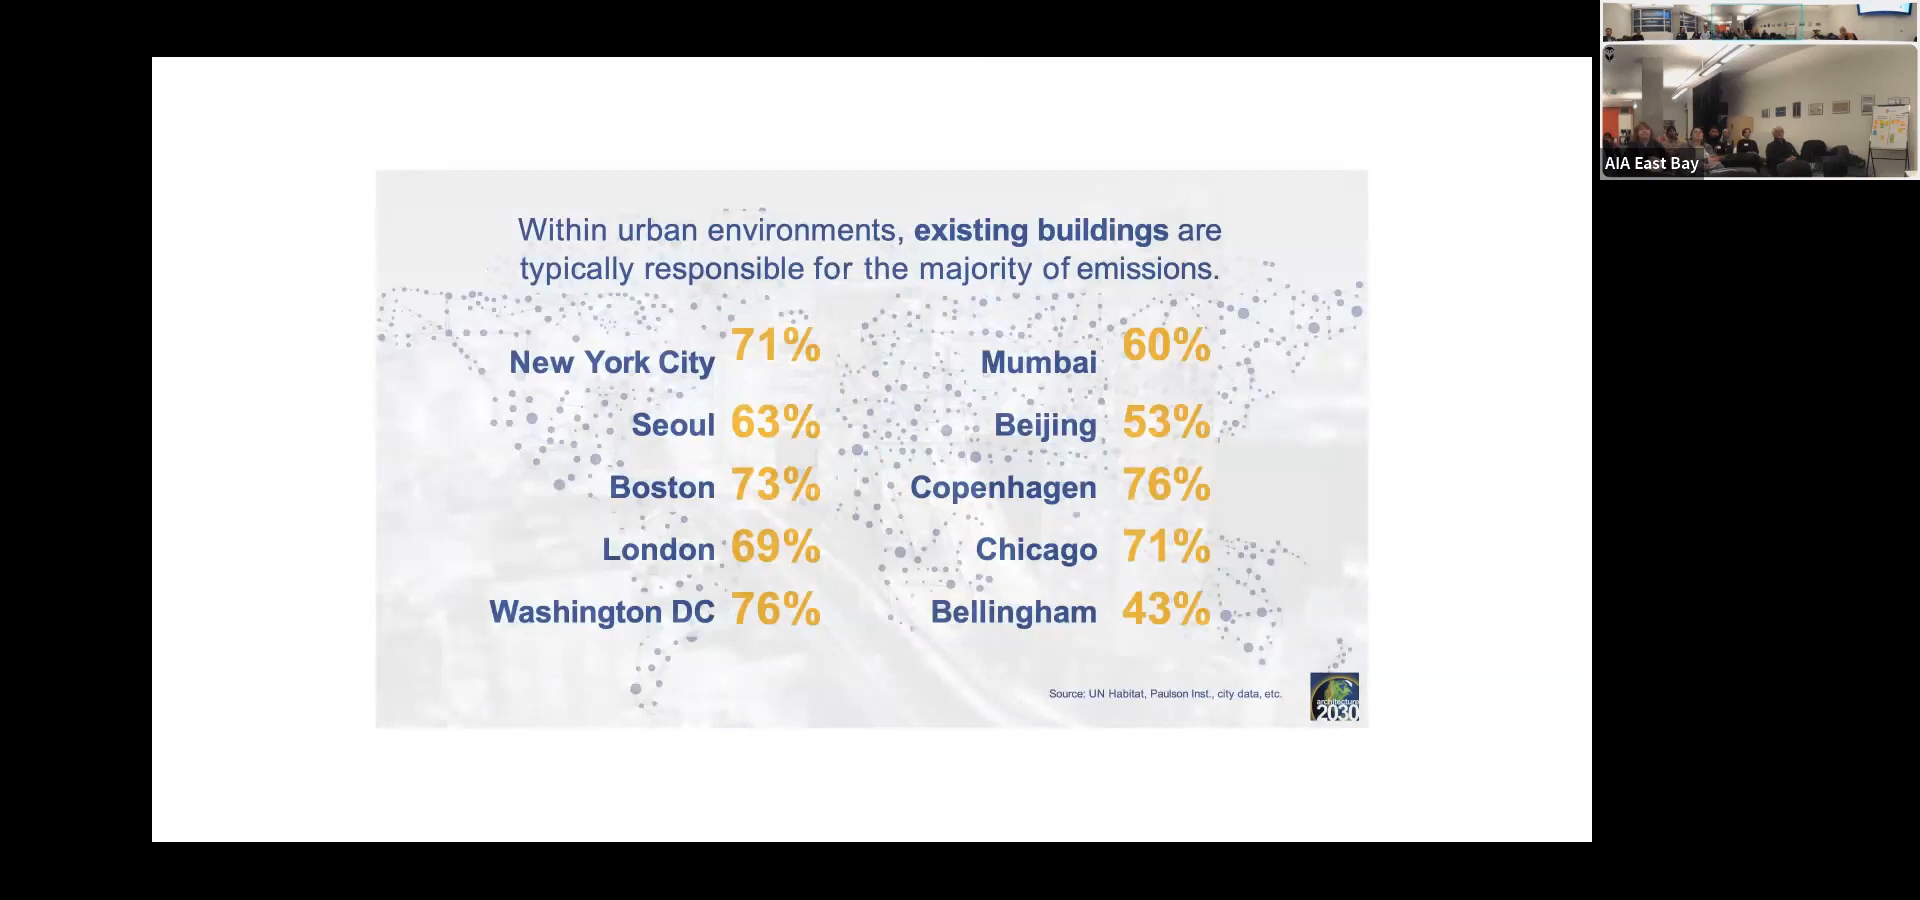 Within urban environments, existing buildings are
typically responsible for the majority of emissions.
New York City 71%
Seoul 63%
Boston 73%
London 69%
Washington DC 76%
Mumbai 60%
Beijing 53%
Copenhagen 76%
Chicago 71%
Bellingham 43%
Source: UN Habitat, Paulson Inst., city data, etc.
architecture
2030
AIA East Bay